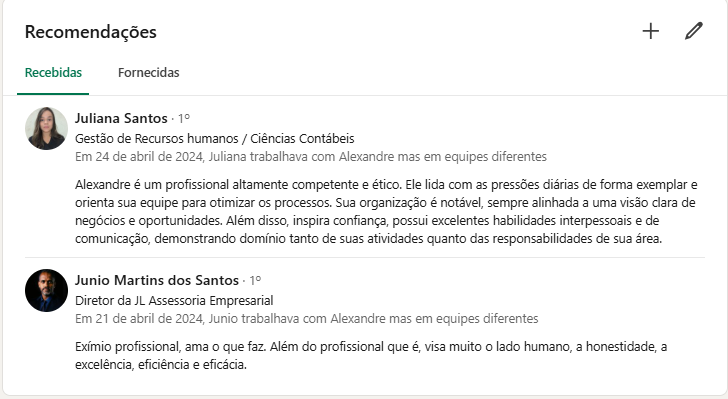 Recomendações
Recebidas
Fornecidas
Juliana Santos · 1º
Gestão de Recursos humanos / Ciências Contábeis
Em 24 de abril de 2024, Juliana trabalhava com Alexandre mas em equipes diferentes
Alexandre é um profissional altamente competente e ético. Ele lida com as pressões diárias de forma exemplar e
orienta sua equipe para otimizar os processos. Sua organização é notável, sempre alinhada a uma visão clara de
negócios e oportunidades. Além disso, inspira confiança, possui excelentes habilidades interpessoais e de
comunicação, demonstrando domínio tanto de suas atividades quanto das responsabilidades de sua área.
Junio Martins dos Santos · 1º
Diretor da JL Assessoria Empresarial
Em 21 de abril de 2024, Junio trabalhava com Alexandre mas em equipes diferentes
Exímio profissional, ama o que faz. Além do profissional que é, visa muito o lado humano, a honestidade, a
excelência, eficiência e eficácia.